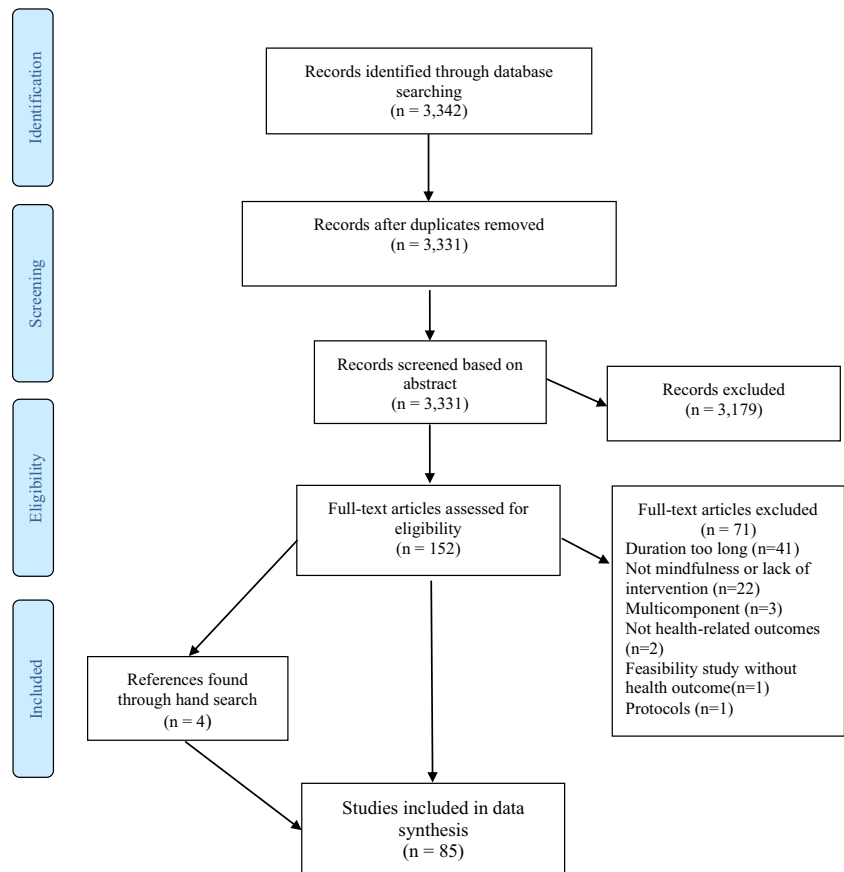 Identification
Records identified through database
searching
(n = 3,342)
Screening
Records after duplicates removed
(n = 3,331)
Records screened based on
abstract
(n = 3,331)
Records excluded
(n = 3,179)
Eligibility
Full-text articles assessed for
eligibility
(n = 152)
Full-text articles excluded
(n = 71)
Duration too long (n=41)
Not mindfulness or lack of
intervention (n=22)
Multicomponent (n=3)
Not health-related outcomes
(n=2)
Feasibility study without
health outcome(n=1)
Protocols (n=1)
Included
References found
through hand search
(n = 4)
Studies included in data
synthesis
(n = 85)